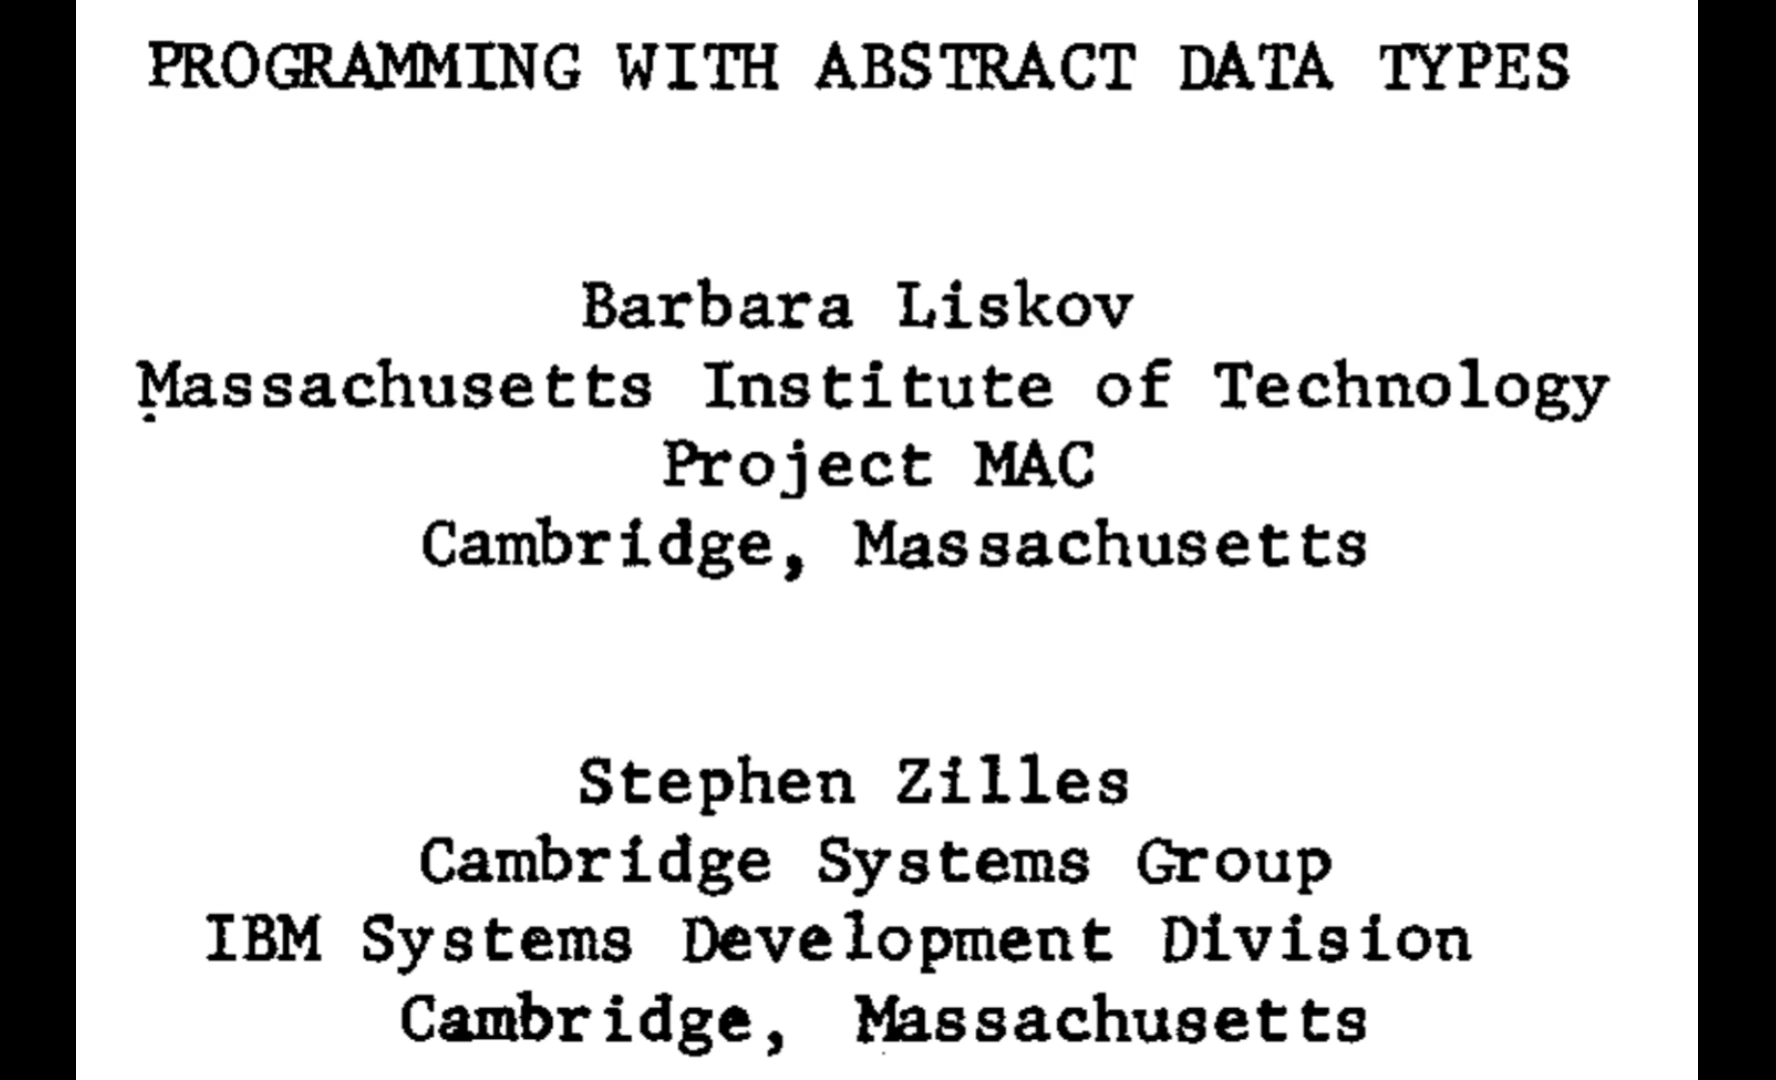 PROGRAMMING WITH ABSTRACT DATA TYPES
Barbara Liskov
Massachusetts Institute of Technology
Project MAC
Cambridge, Massachusetts
Stephen Zilles
Cambridge Systems Group
IBM Systems Development Division
Cambridge, Massachusetts